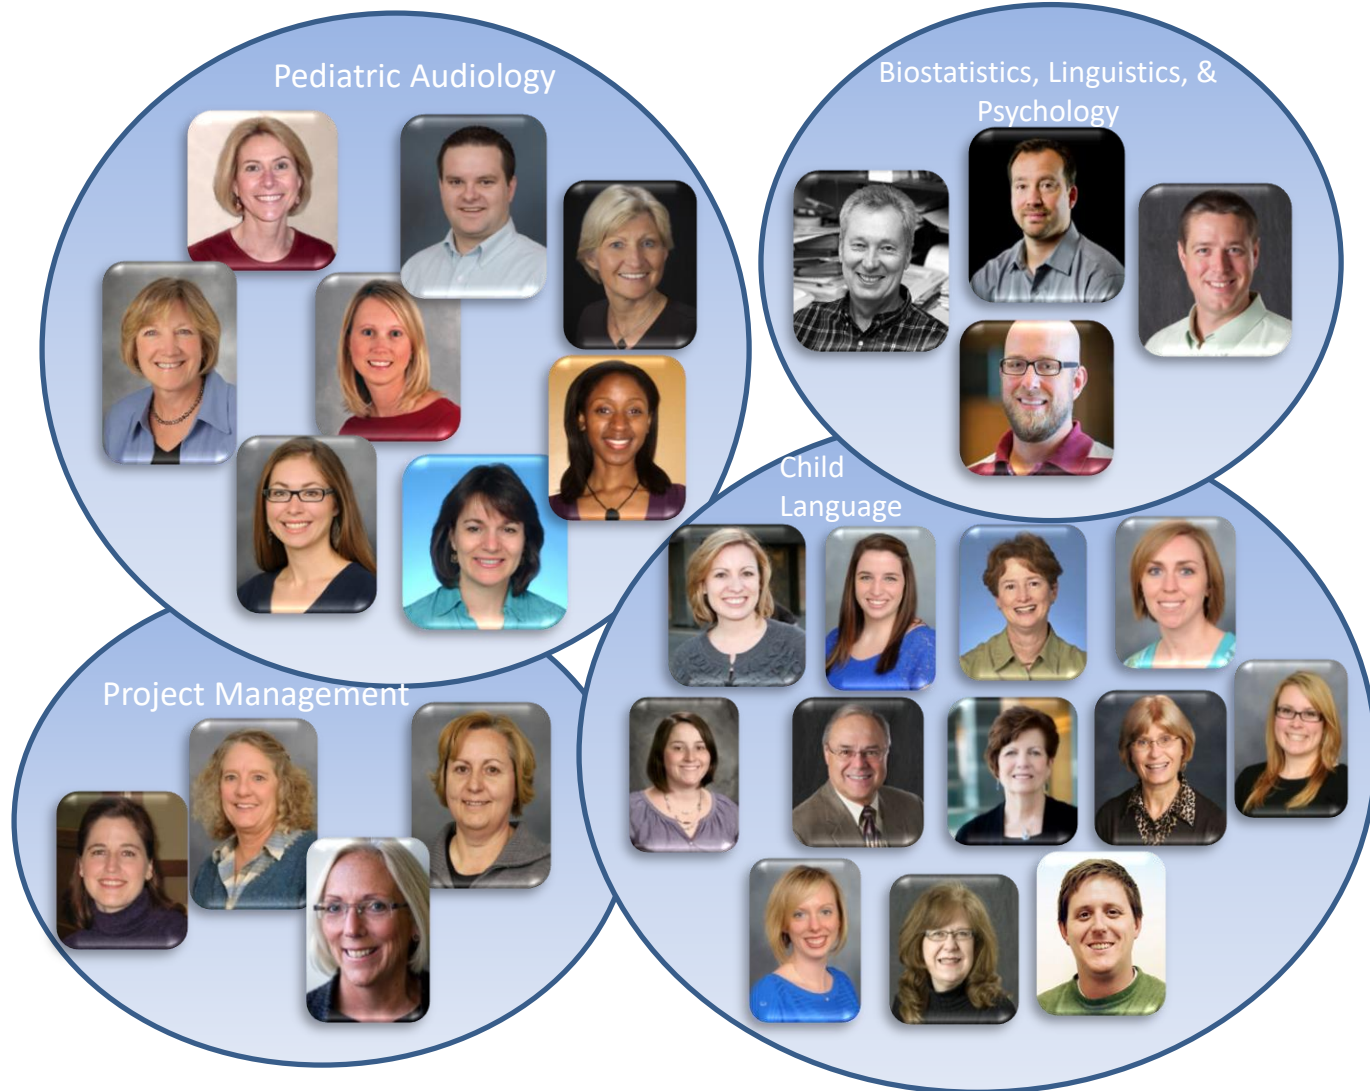 Pediatric Audiology
Biostatistics, Linguistics, &
Psychology
Child
Language
Project Management